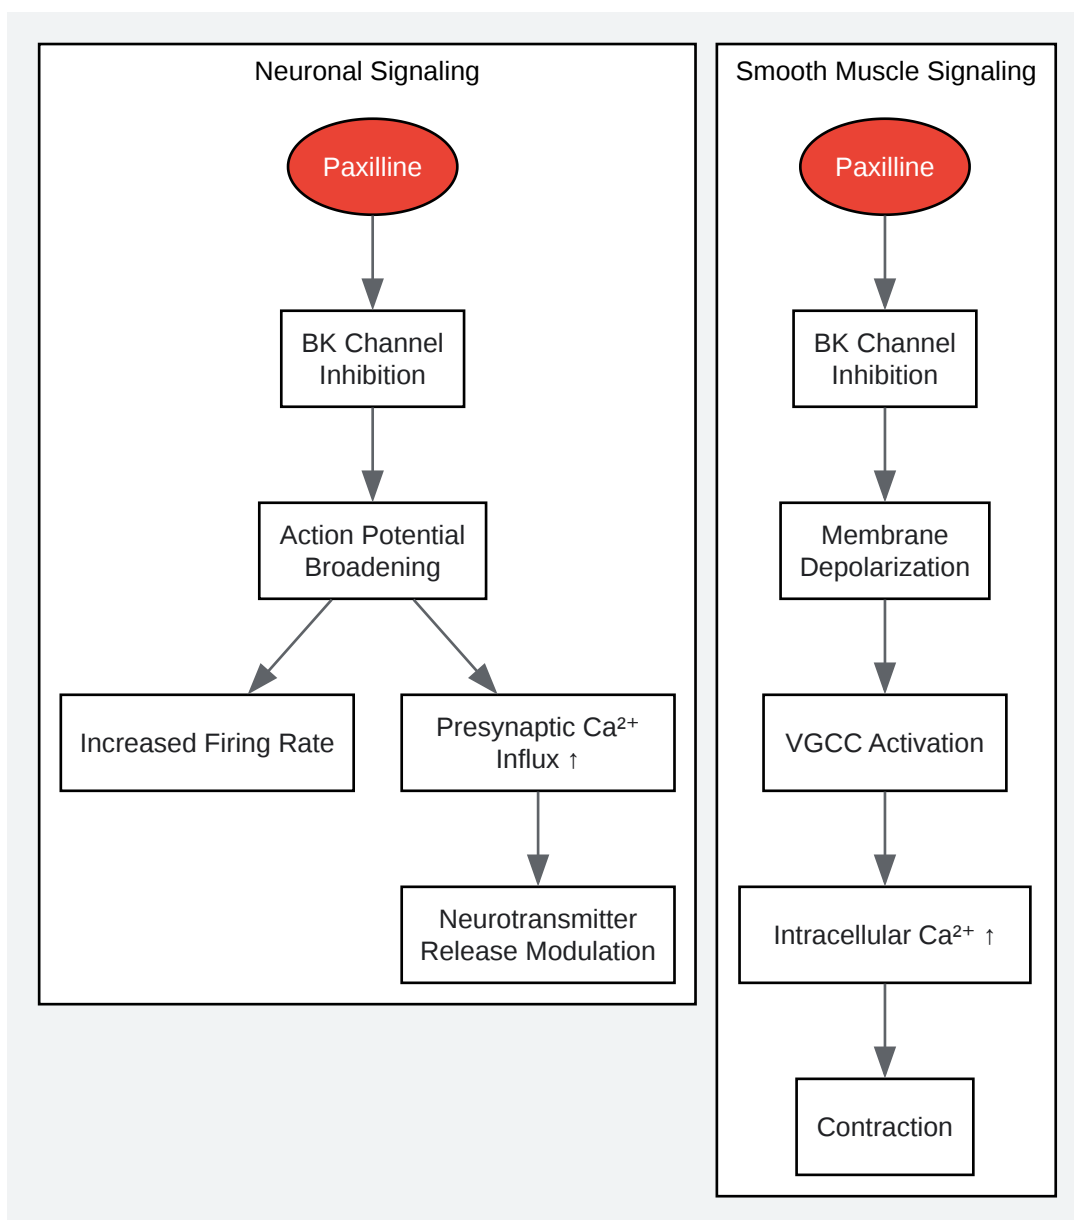 Neuronal Signaling
Paxilline
BK Channel
Inhibition
Action Potential
Broadening
Increased Firing Rate
Presynaptic Ca²⁺
Influx ↑
Neurotransmitter
Release Modulation
Smooth Muscle Signaling
Paxilline
BK Channel
Inhibition
Membrane
Depolarization
VGCC Activation
Intracellular Ca²⁺ ↑
Contraction